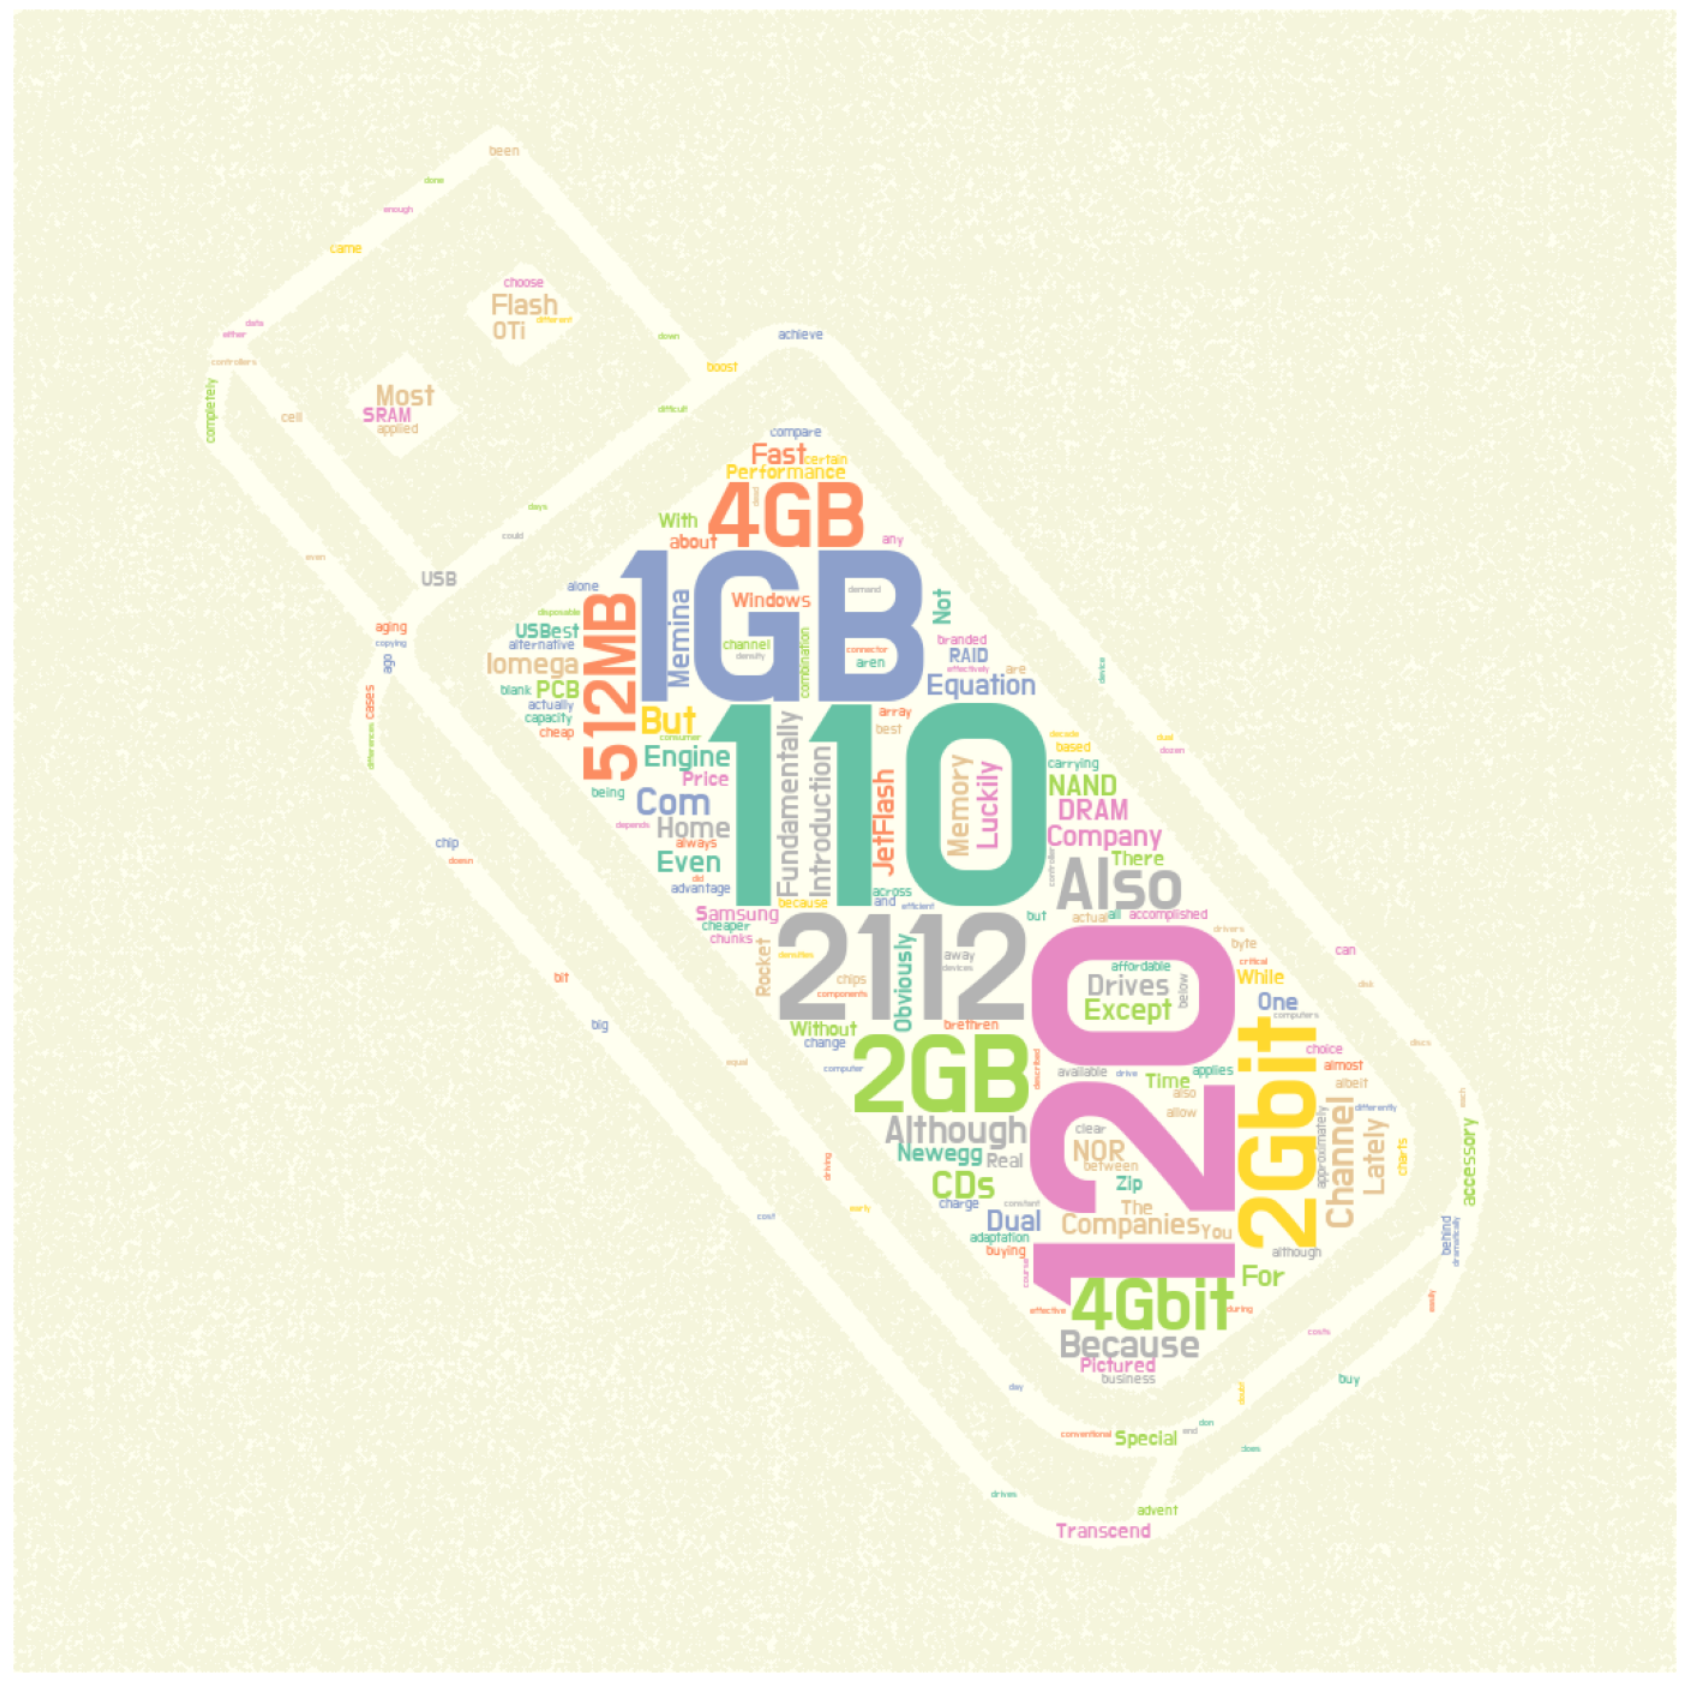 been
done
enough
came
choose
Flash
different
OTi
data
either
controllers
down
achieve
boost
completely
Most
SRAM
applied
cell
difficult
compare
Fast
certain
Performance
4GB
dead
days
With
could
about
any
even
USB
1GB
alone
Memina
Windows
demand
Not
512MB
disposable
USBest
aging
copying
alternative
channel
density
combination
connector
aren
branded
RAID
effectively
are
ago
Iomega
Equation
device
blank
PCB
actually
capacity
cheap
cases
differences
But
consumer
110
Fundamentally
Introduction
array
best
decade
based
dual
dozen
Engine
carrying
Price
JetFlash
Memory
Luckily
NAND
being
Com
DRAM
depends
Home
Company
chip
always
doesn
Even
controller
There
did
advantage
across
Also
because
and
efficient
Samsung
cheaper
chunks
but
actual
all
accomplished
2112
drivers
Rocket
densities
Obviously
away
devices
120
byte
can
critical
affordable
While
bit
chips
components
Drives
below
disk
Except
One
computers
big
Without
brethren
2Gbit
change
discs
choice
equal
computer
2GB
described
available
drive
applies
almost
Time
albeit
also
each
allow
approximately
differently
Although
clear
Channel
Lately
accessory
Newegg
Real
NOR
between
charts
driving
CDs
Zip
constant
charge
The
early
cost
Dual
Companies
You
behind
dramatically
adaptation
buying
although
course
For
effective
4Gbit
during
easily
Because
costs
Pictured
business
buy
day
could
don
conventional
Special
end
does
drives
advent
Transcend